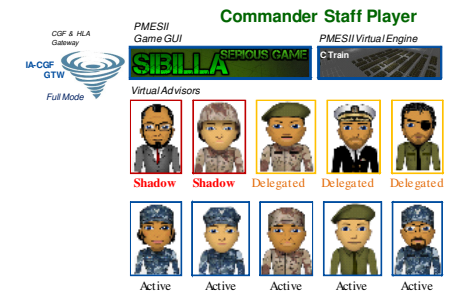 Commander Staff Player
CGF & HLA
Gateway
PMESII
Game GUI
PMESII Virtual Engine
IA-CGF
GTW
SIBILLA
SERIOUS GAME
C Train
Full Mode
Virtual Advisors
Shadow Shadow Delegated Delegated Delegated
Active Active Active Active Active